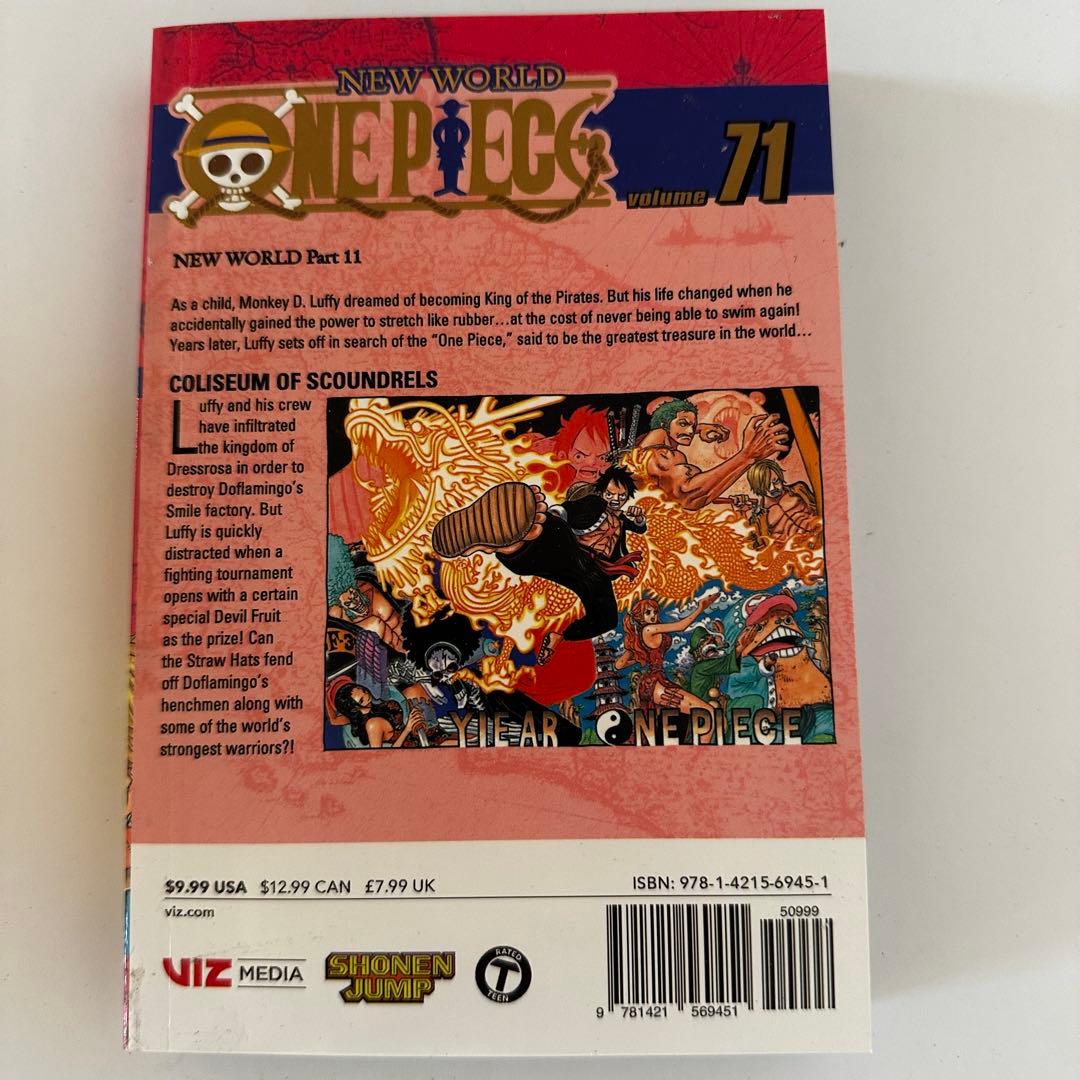 NEW WORLD
ONE PIECE
volume 71
NEW WORLD Part 11
As a child, Monkey D. Luffy dreamed of becoming King of the Pirates. But his life changed when he
accidentally gained the power to stretch like rubber...at the cost of never being able to swim again!
Years later, Luffy sets off in search of the “One Piece,” said to be the greatest treasure in the world...
COLISEUM OF SCOUNDRELS
Luffy and his crew
have infiltrated
the kingdom of
Dressrosa in order to
destroy Doflamingo's
Smile factory. But
Luffy is quickly
distracted when a
fighting tournament
opens with a certain
special Devil Fruit
as the prize! Can
the Straw Hats fend
off Doflamingo's
henchmen along with
some of the world's
strongest warriors?!
YIEAR ONE PIECE
$9.99 USA $12.99 CAN £7.99 UK
ISBN: 978-1-4215-6945-1
viz.com
50999
VIZ MEDIA
SHONEN
JUMP
RATED
T
TEEN
9 781421 569451